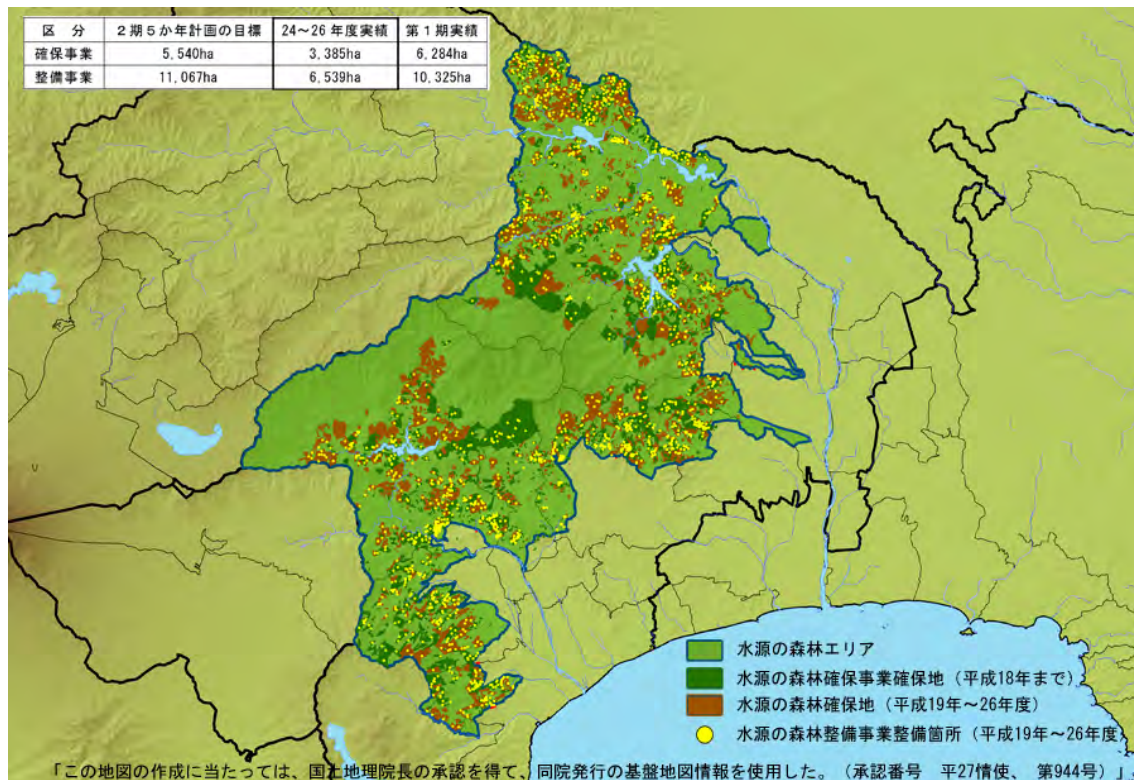 区 分 2期5か年計画の目標 24～26年度実績 第1期実績
確保事業 5,540ha 3,385ha 6,284ha
整備事業 11,067ha 6,539ha 10,325ha
水源の森林エリア
水源の森林確保事業確保地（平成18年まで）
水源の森林確保地（平成19年～26年度）
水源の森林整備事業整備箇所（平成19年～26年度）
「この地図の作成に当たっては、国土地理院長の承認を得て、同院発行の基盤地図情報を使用した。（承認番号 平27情使、 第944号）」